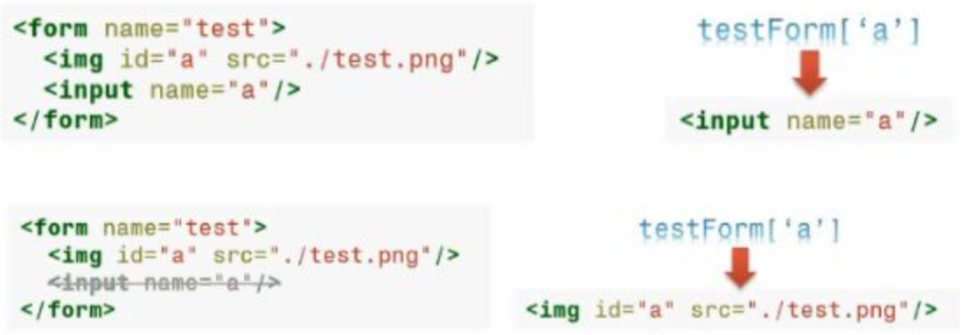 <form name="test">
<img id="a" src="./test.png"/>
<input name="a"/>
</form>
testForm[‘a’]
<input name="a"/>
<form name="test">
<img id="a" src="./test.png"/>
<input name="a"/>
</form>
testForm[‘a’]
<img id="a" src="./test.png"/>